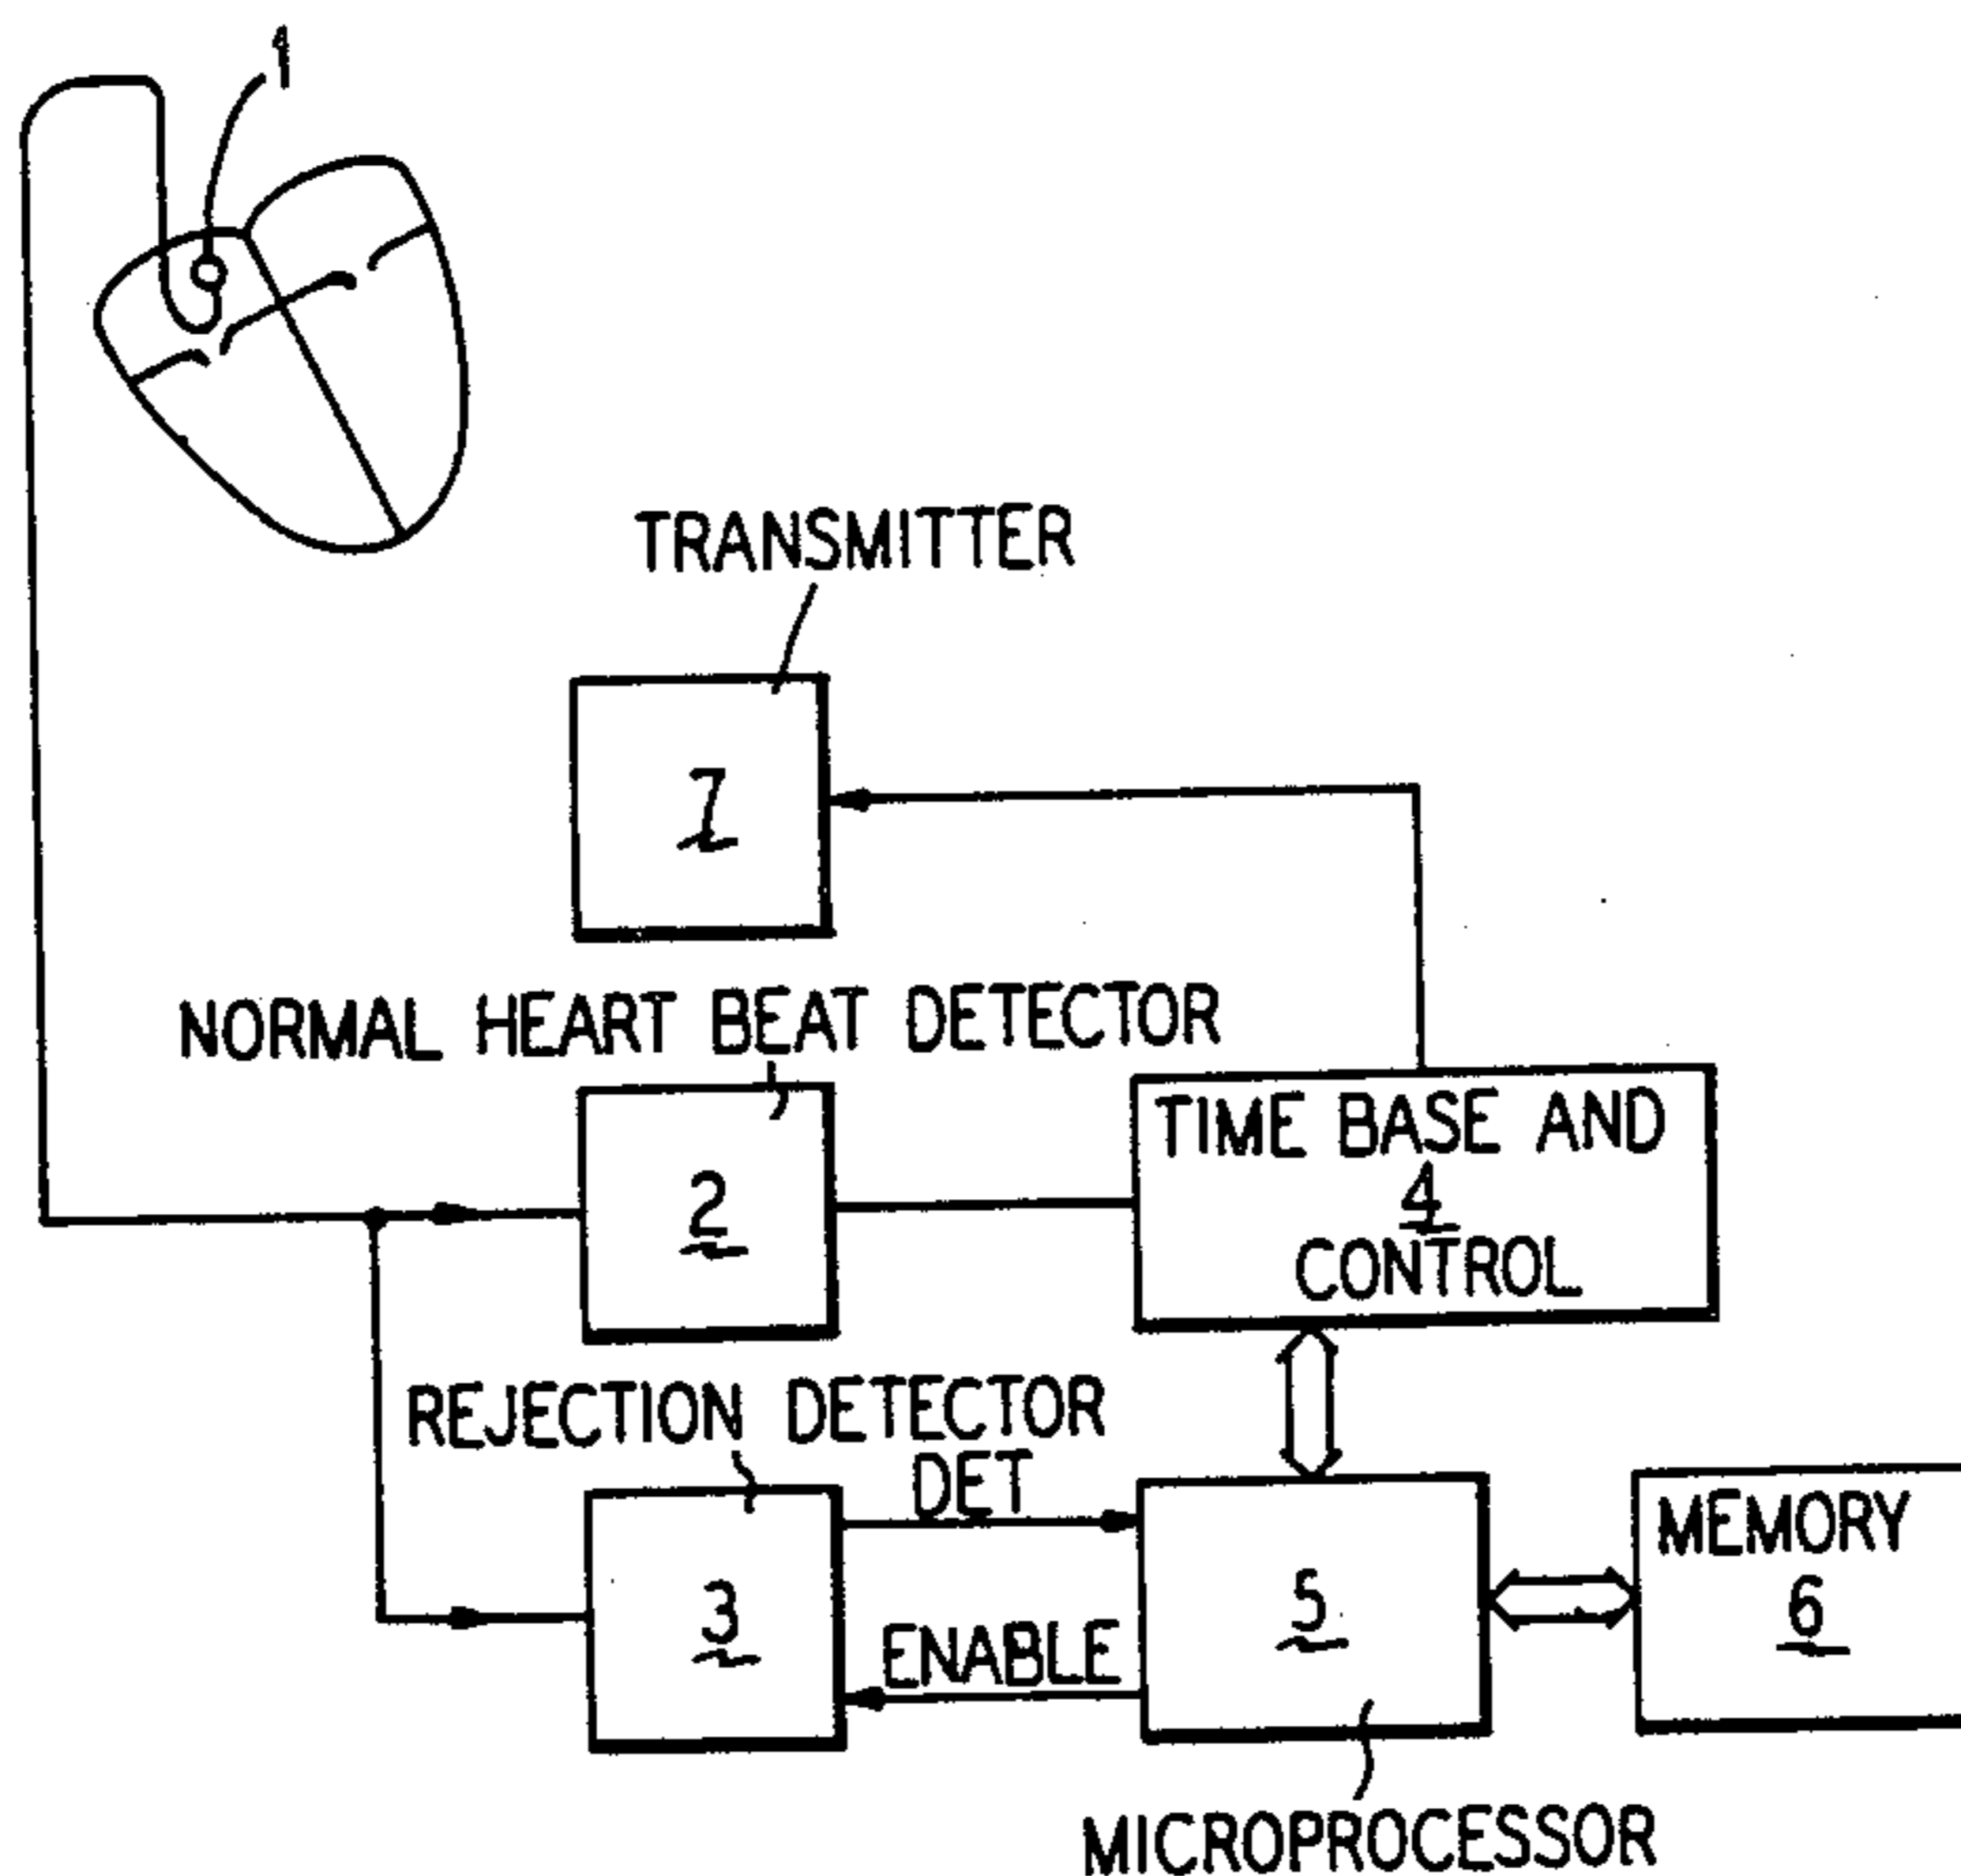 1
TRANSMITTER
7
NORMAL HEART BEAT DETECTOR
2
TIME BASE AND
4
CONTROL
REJECTION DETECTOR
DET
3
ENABLE
5
MEMORY
6
MICROPROCESSOR